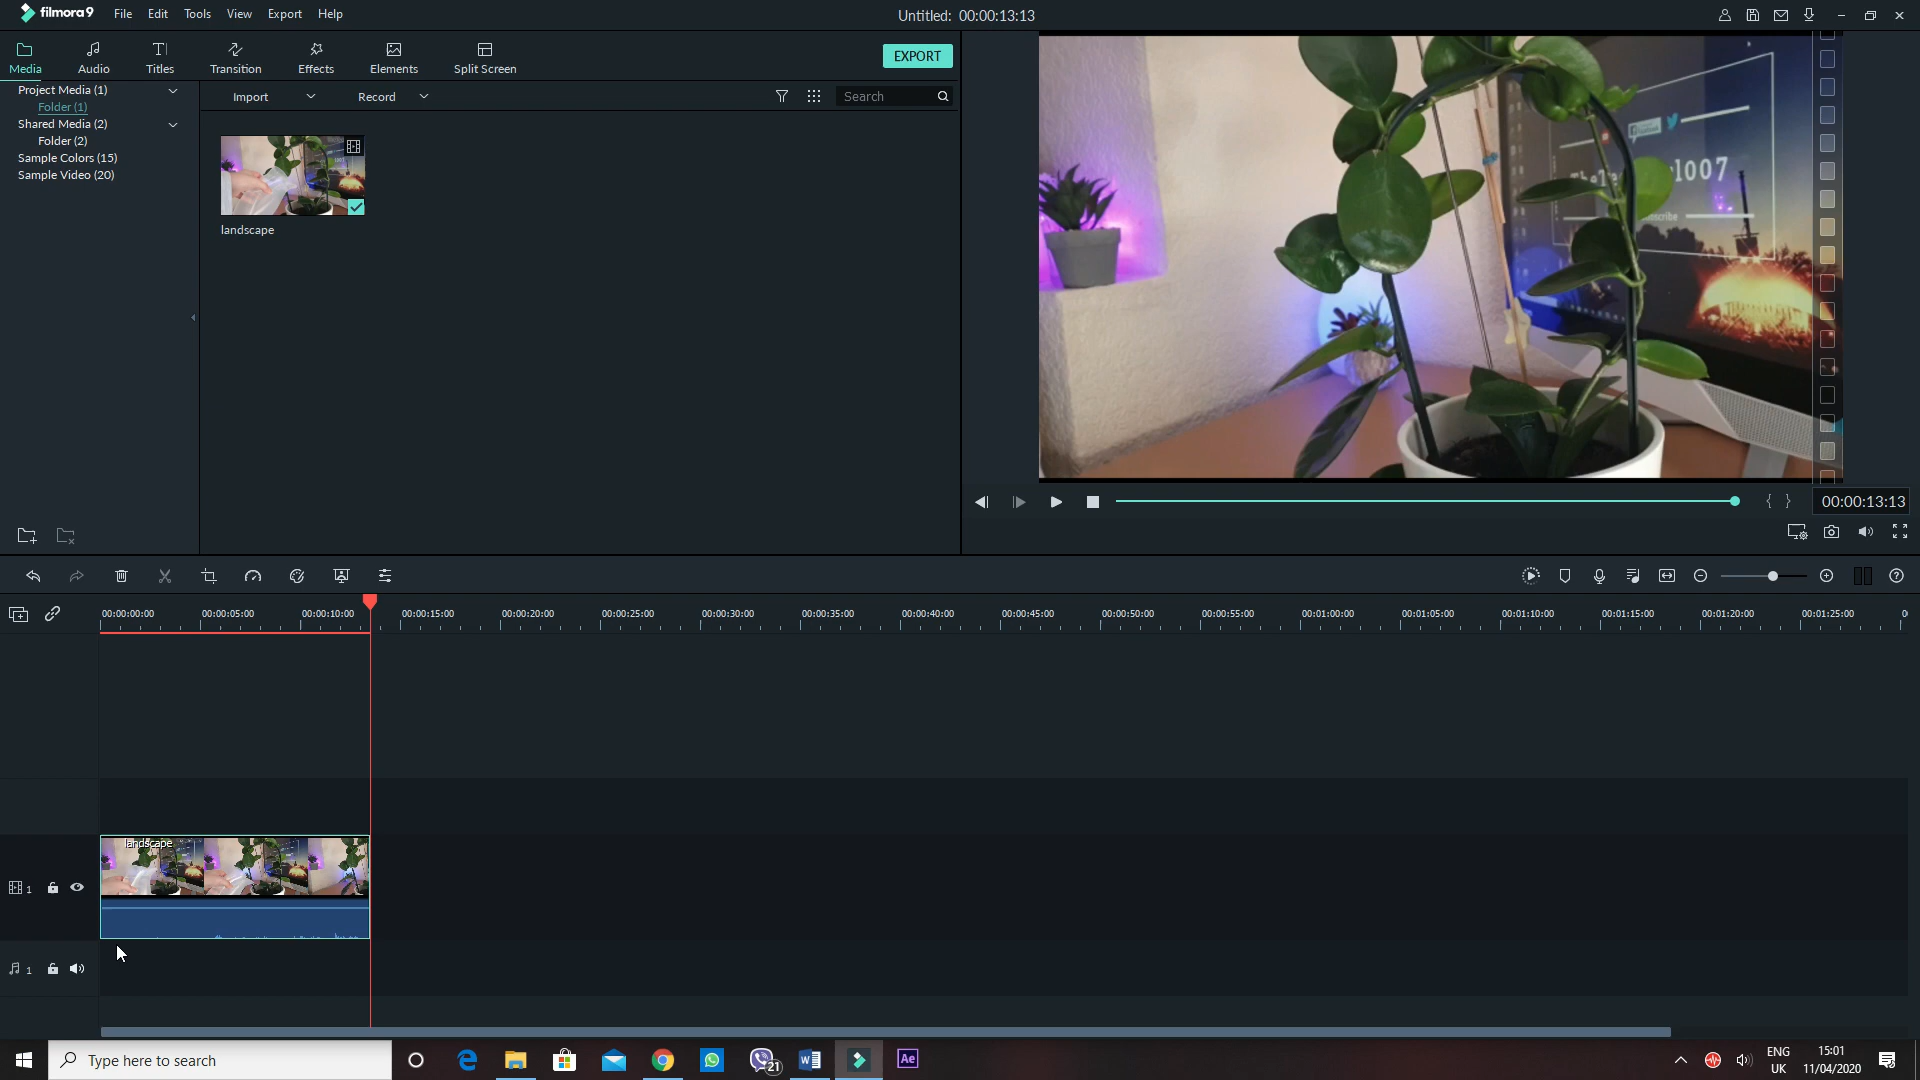 filmora9 File Edit Tools View Export Help Untitled: 00:00:13:13
Media Audio Titles Transition Effects Elements Split Screen EXPORT
Project Media (1)
Folder (1)
Shared Media (2)
Folder (2)
Sample Colors (15)
Sample Video (20)
Import Record Search
landscape
1007
00:00:13:13
00:00:00:00 00:00:05:00 00:00:10:00 00:00:15:00 00:00:20:00 00:00:25:00 00:00:30:00 00:00:35:00 00:00:40:00 00:00:45:00 00:00:50:00 00:00:55:00 00:01:00:00 00:01:05:00 00:01:10:00 00:01:15:00 00:01:20:00 00:01:25:00
landscape
1
1
Type here to search
21
Ae
ENG
UK
15:01
11/04/2020